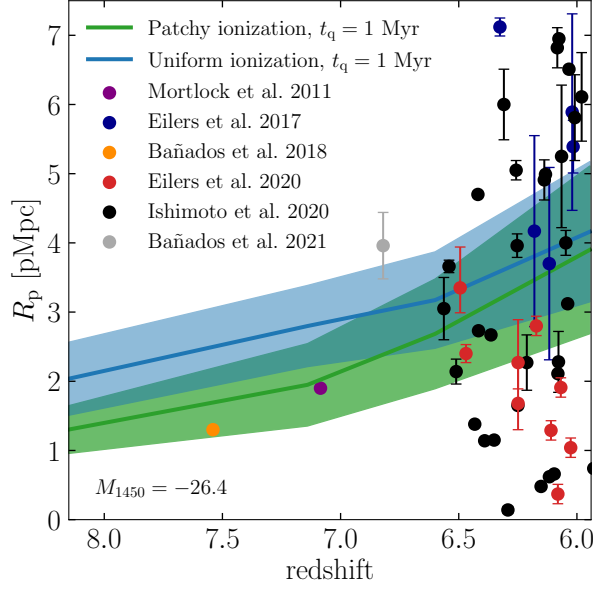 Patchy ionization, t_q = 1 Myr
Uniform ionization, t_q = 1 Myr
Mortlock et al. 2011
Eilers et al. 2017
Bañados et al. 2018
Eilers et al. 2020
Ishimoto et al. 2020
Bañados et al. 2021
M_1450 = −26.4
R_p [pMpc]
7
6
5
4
3
2
1
0
8.0 7.5 7.0 6.5 6.0
redshift